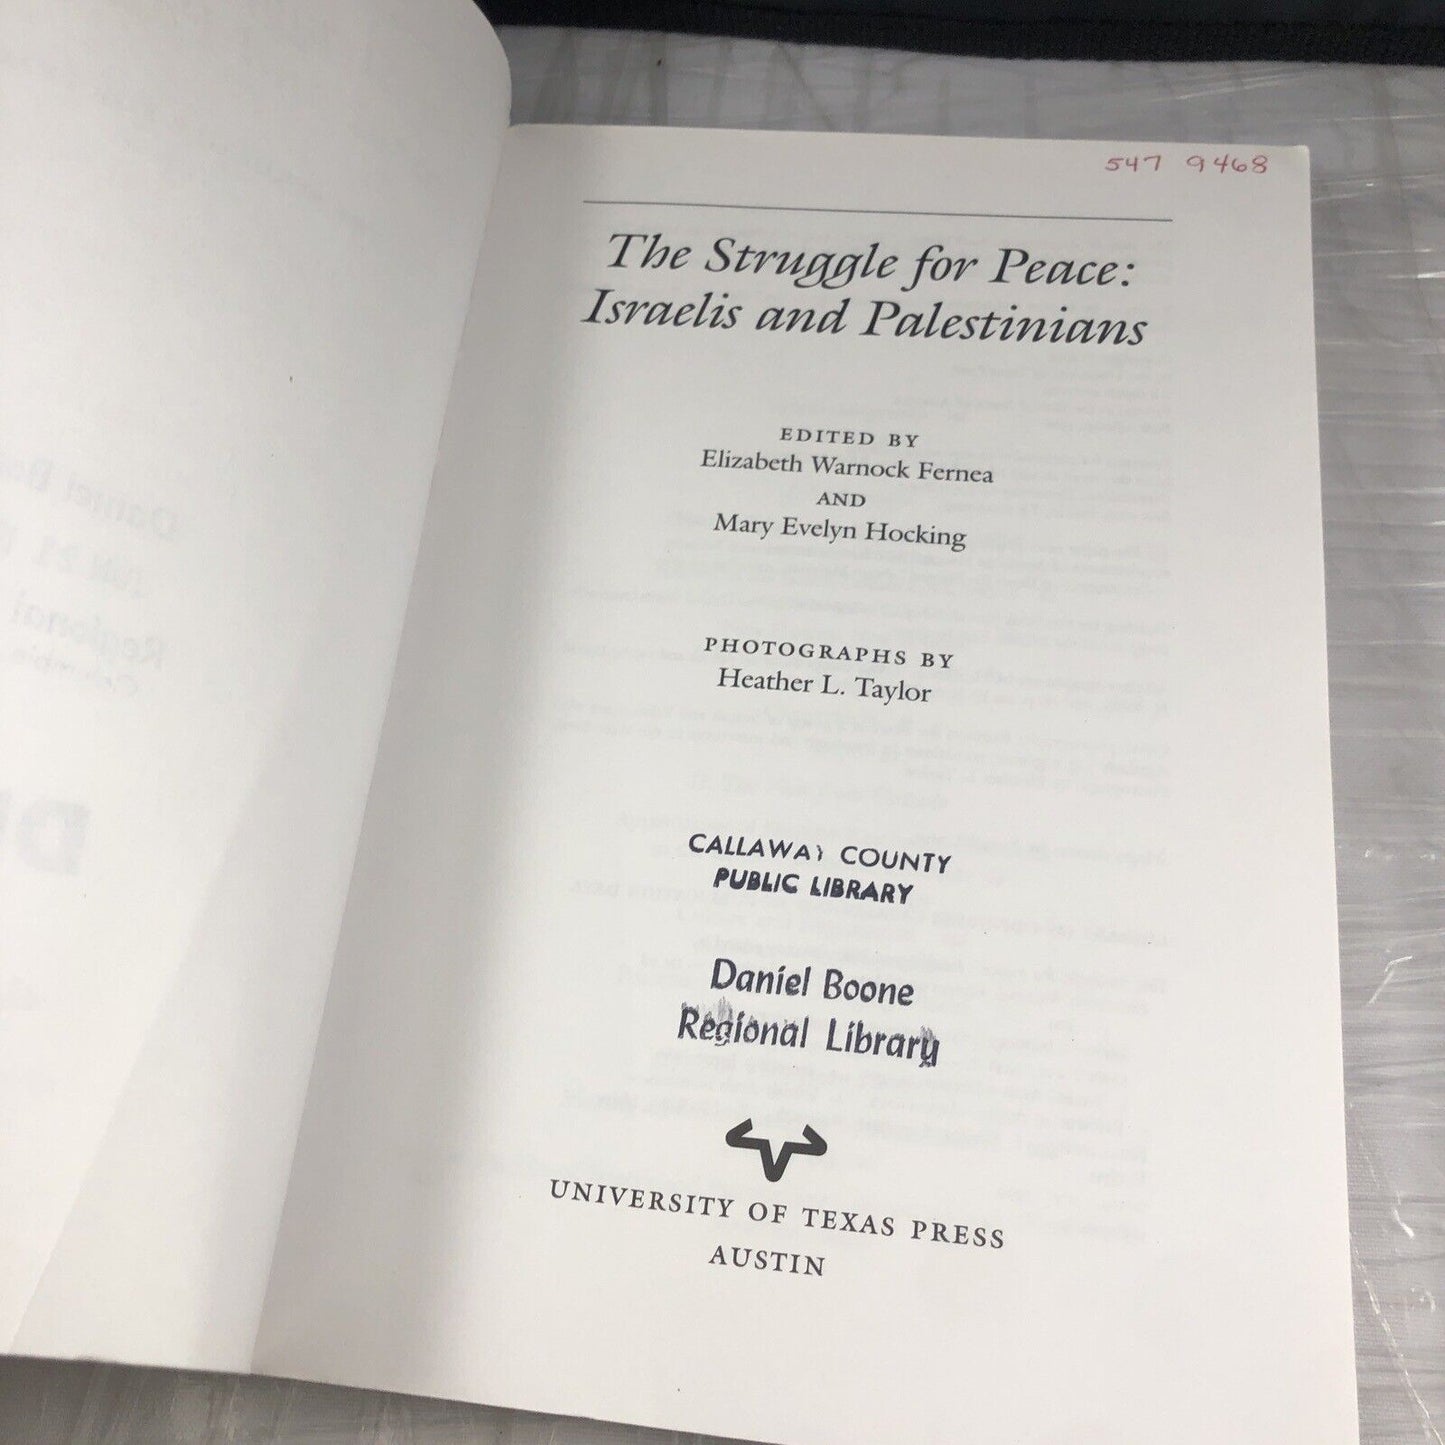 547 9468
The Struggle for Peace:
Israelis and Palestinians
EDITED BY
Elizabeth Warnock Fernea
AND
Mary Evelyn Hocking
PHOTOGRAPHS BY
Heather L. Taylor
CALLAWAY COUNTY
PUBLIC LIBRARY
Daniel Boone
Regional Library
UNIVERSITY OF TEXAS PRESS
AUSTIN